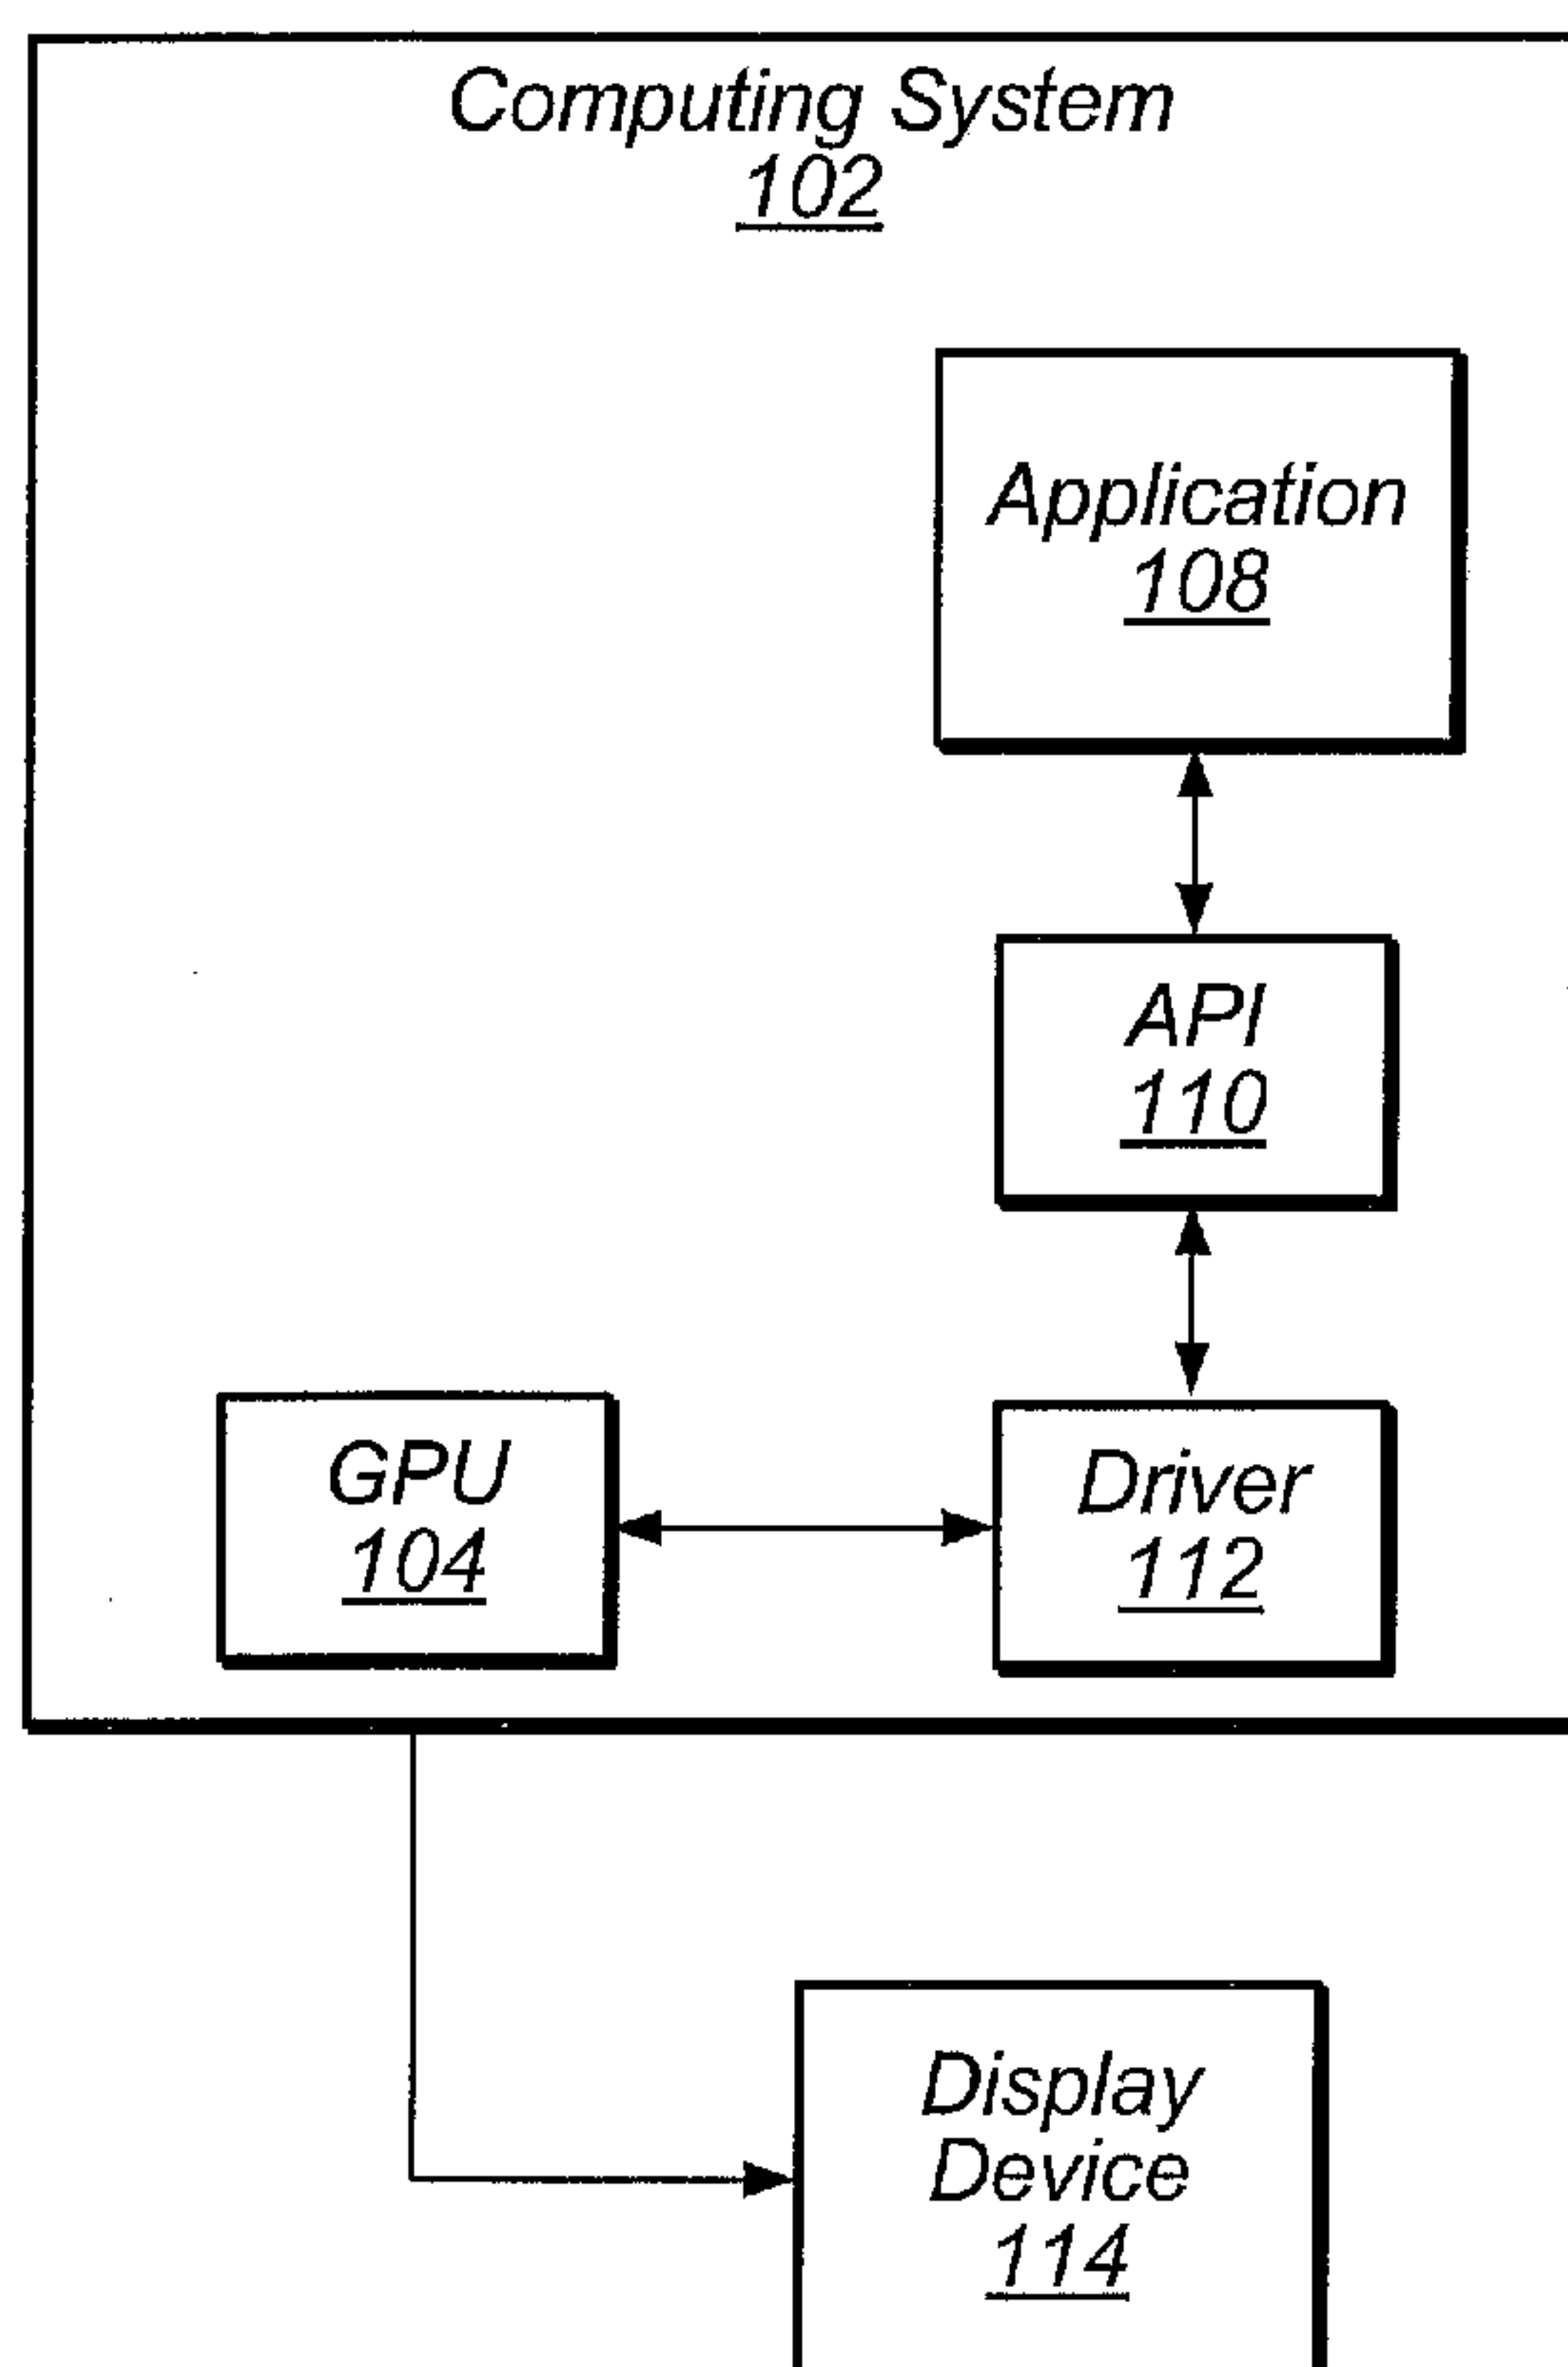 Computing System
102
Application
108
API
110
GPU
104
Driver
112
Display
Device
114